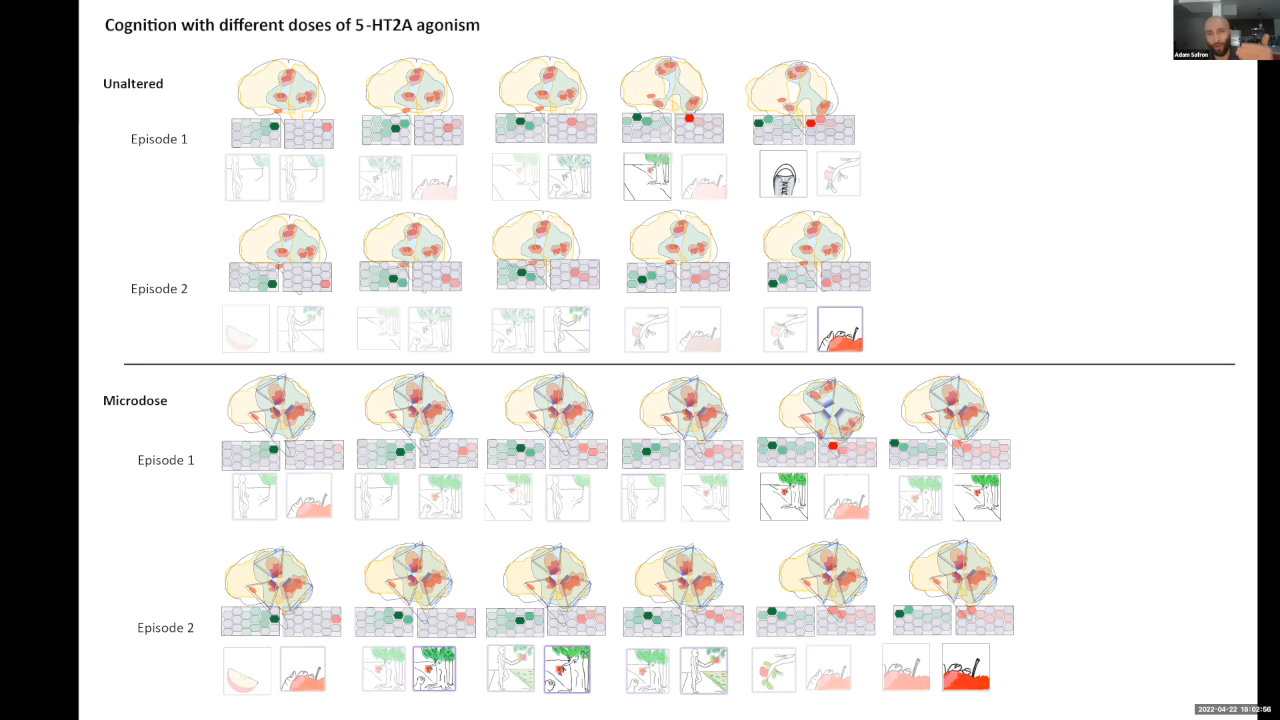 Cognition with different doses of 5-HT2A agonism
Adam Safron
Unaltered
Episode 1
Episode 2
Microdose
Episode 1
Episode 2
2022-04-22 18:02:56